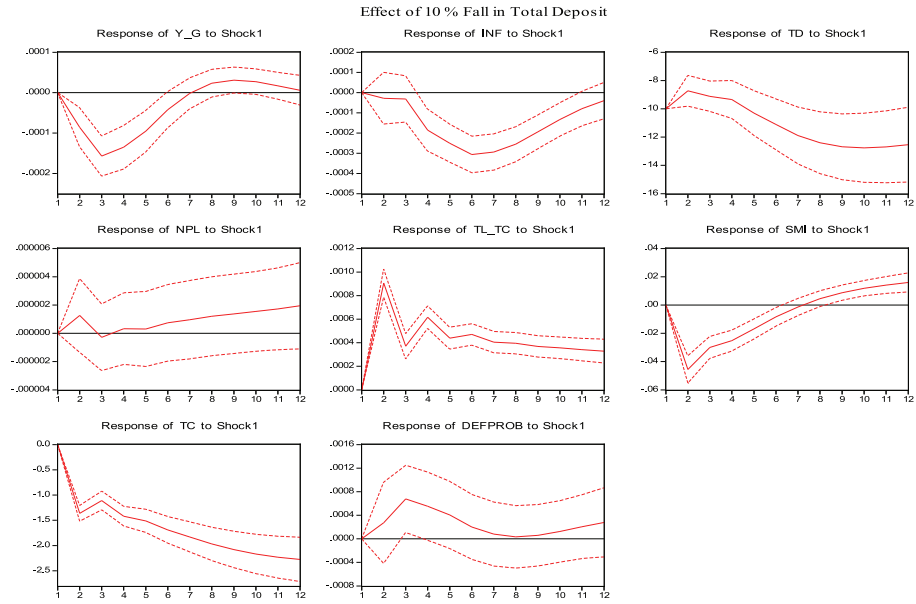 Effect of 10 % Fall in Total Deposit
Response of Y_G to Shock1
.0001
.0000
-.0001
-.0002
1 2 3 4 5 6 7 8 9 10 11 12
Response of INF to Shock1
.0002
.0001
.0000
-.0001
-.0002
-.0003
-.0004
-.0005
1 2 3 4 5 6 7 8 9 10 11 12
Response of TD to Shock1
-6
-8
-10
-12
-14
-16
1 2 3 4 5 6 7 8 9 10 11 12
Response of NPL to Shock1
.000006
.000004
.000002
.000000
-.000002
-.000004
1 2 3 4 5 6 7 8 9 10 11 12
Response of TL_TC to Shock1
.0012
.0010
.0008
.0006
.0004
.0002
.0000
1 2 3 4 5 6 7 8 9 10 11 12
Response of SMI to Shock1
.04
.02
.00
-.02
-.04
-.06
1 2 3 4 5 6 7 8 9 10 11 12
Response of TC to Shock1
0.0
-0.5
-1.0
-1.5
-2.0
-2.5
1 2 3 4 5 6 7 8 9 10 11 12
Response of DEFPROB to Shock1
.0016
.0012
.0008
.0004
.0000
-.0004
-.0008
1 2 3 4 5 6 7 8 9 10 11 12